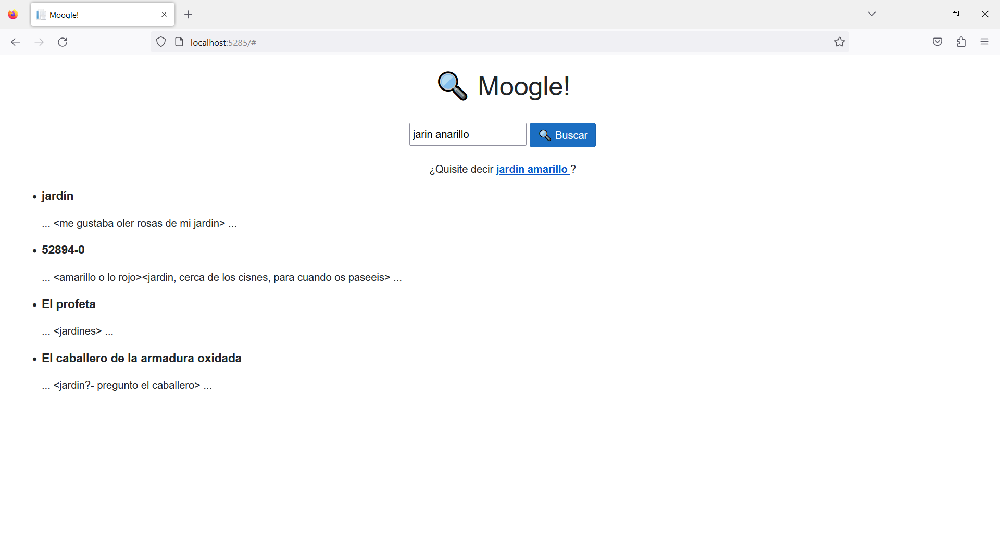 Moogle!
localhost:5285/#
Moogle!
jarin anarillo
Buscar
¿Quisite decir jardin amarillo ?
• jardín
... <me gustaba oler rosas de mi jardin> ...
• 52894-0
... <amarillo o lo rojo><jardin, cerca de los cisnes, para cuando os paseeis> ...
• El profeta
... <jardines> ...
• El caballero de la armadura oxidada
... <jardin?- pregunto el caballero> ...